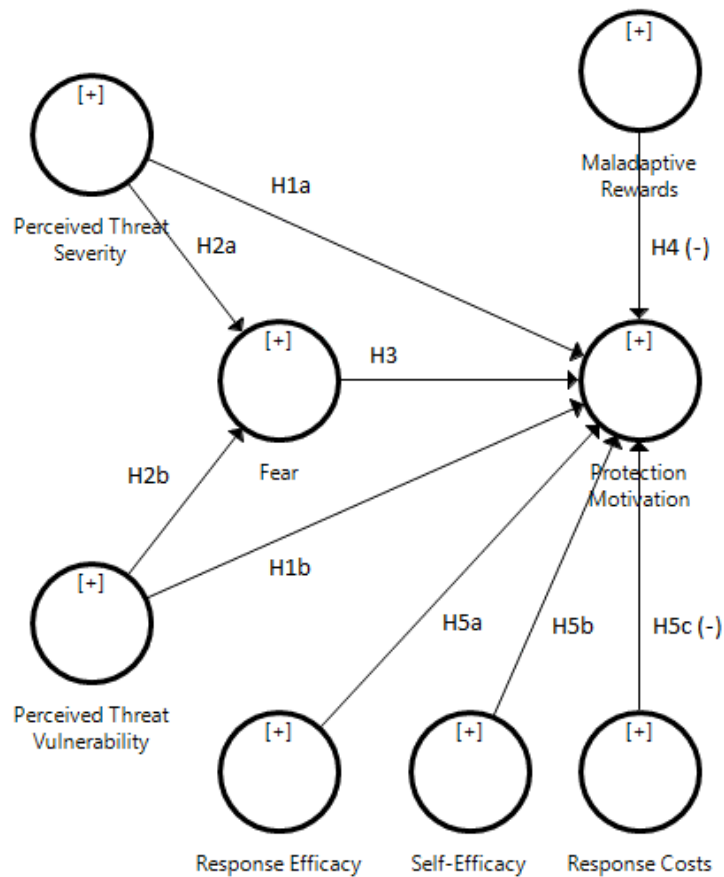 [+]
[+]
Maladaptive
Rewards
H1a
Perceived Threat
Severity
H2a
H4 (-)
[+]
[+]
H3
Fear
Protection
Motivation
H2b
H1b
[+]
H5a
H5b
H5c (-)
Perceived Threat
Vulnerability
[+]
[+]
[+]
Response Efficacy
Self-Efficacy
Response Costs